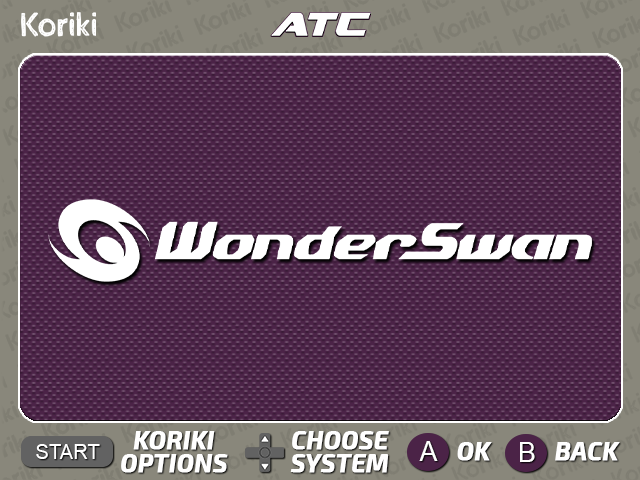 Koriki
ATC
WonderSwan
START
KORIKI
OPTIONS
CHOOSE
SYSTEM
A
OK
B
BACK